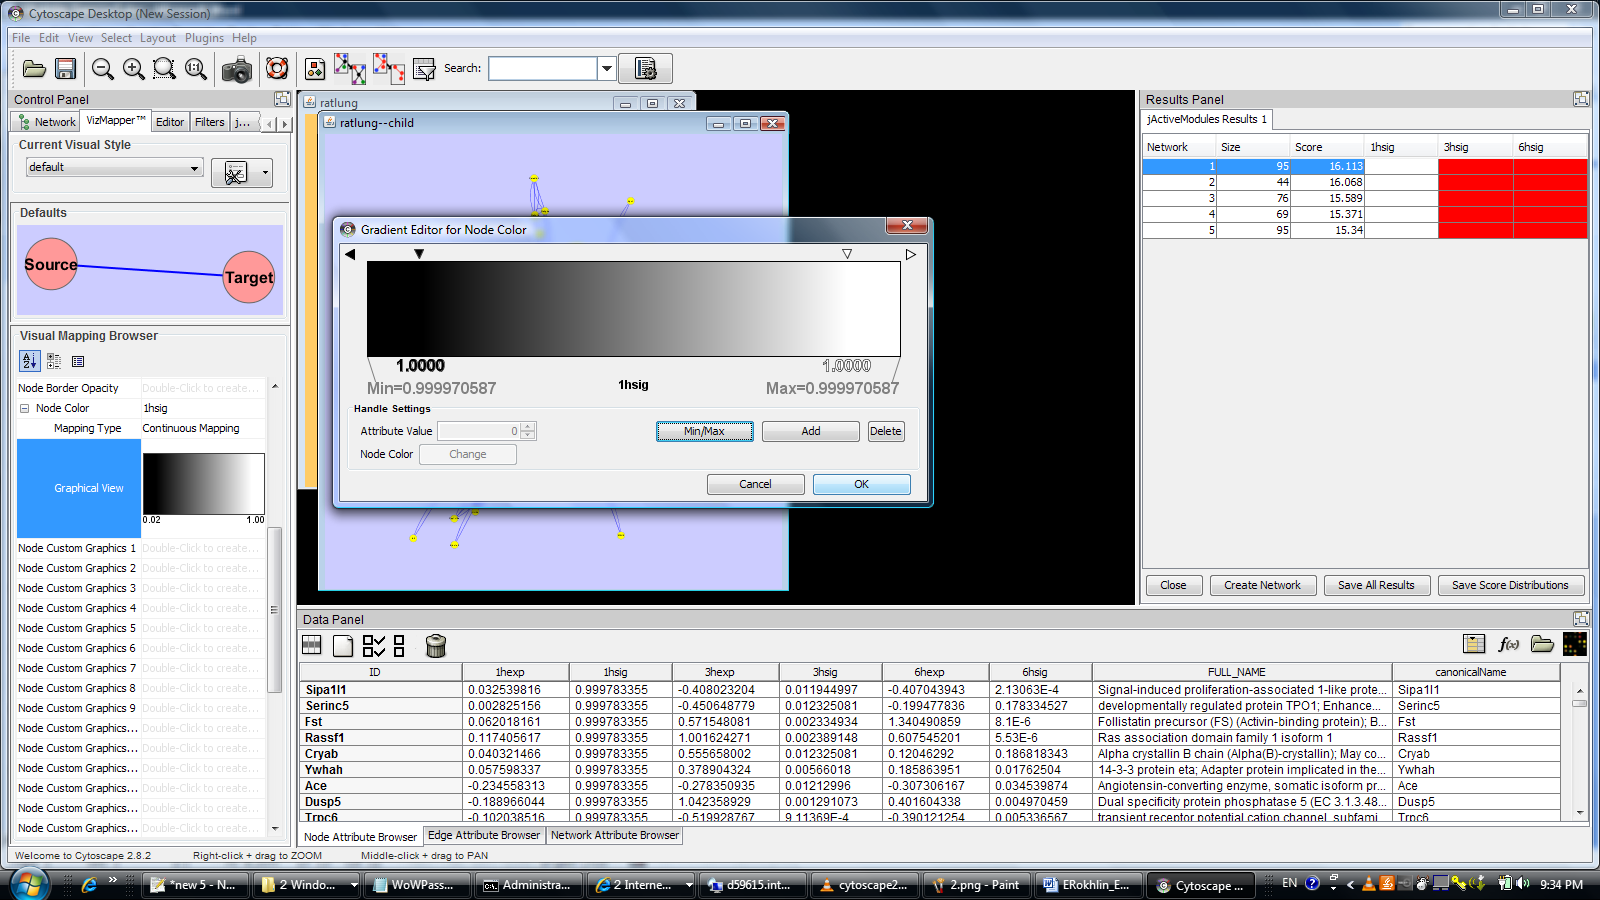 Cytoscape Desktop (New Session)
File Edit View Select Layout Plugins Help
Search:
Control Panel
Network VizMapper™ Editor Filters j...
Current Visual Style
default
Defaults
Source
Target
Visual Mapping Browser
Node Border Opacity Double-Click to create...
Node Color 1hsig
Mapping Type Continuous Mapping
Graphical View
0.02 1.00
Node Custom Graphics 1 Double-Click to create...
Node Custom Graphics 2 Double-Click to create...
Node Custom Graphics 3 Double-Click to create...
Node Custom Graphics 4 Double-Click to create...
Node Custom Graphics 5 Double-Click to create...
Node Custom Graphics 6 Double-Click to create...
Node Custom Graphics 7 Double-Click to create...
Node Custom Graphics 8 Double-Click to create...
Node Custom Graphics 9 Double-Click to create...
Node Custom Graphics... Double-Click to create...
Node Custom Graphics... Double-Click to create...
Node Custom Graphics... Double-Click to create...
Node Custom Graphics... Double-Click to create...
Node Custom Graphics... Double-Click to create...
Node Custom Graphics... Double-Click to create...
ratlung
ratlung--child
Gradient Editor for Node Color
1.0000 1.0000
Min=0.999970587 1hsig Max=0.999970587
Handle Settings
Attribute Value 0 Min/Max Add Delete
Node Color Change
Cancel OK
Results Panel
jActiveModules Results 1
Network Size Score 1hsig 3hsig 6hsig
1 95 16.113
2 44 16.068
3 76 15.589
4 69 15.371
5 95 15.34
Close Create Network Save All Results Save Score Distributions
Data Panel
f(x)
ID 1hexp 1hsig 3hexp 3hsig 6hexp 6hsig FULL_NAME canonicalName
Sipa1l1 0.032539816 0.999783355 -0.408023204 0.011944997 -0.407043943 2.13063E-4 Signal-induced proliferation-associated 1-like prote... Sipa1l1
Serinc5 0.002825156 0.999783355 -0.450648779 0.012325081 -0.199477836 0.178334527 developmentally regulated protein TPO1; Enhance... Serinc5
Fst 0.062018161 0.999783355 0.571548081 0.002334934 1.340490859 8.1E-6 Follistatin precursor (FS) (Activin-binding protein); B... Fst
Rassf1 0.117405617 0.999783355 1.001624271 0.002389148 0.607545201 5.53E-6 Ras association domain family 1 isoform 1 Rassf1
Cryab 0.040321466 0.999783355 0.555658002 0.012325081 0.12046292 0.186818343 Alpha crystallin B chain (Alpha(B)-crystallin); May co... Cryab
Ywhah 0.057598337 0.999783355 0.378904324 0.00566018 0.185863951 0.01762504 14-3-3 protein eta; Adapter protein implicated in the... Ywhah
Ace -0.234558313 0.999783355 -0.278350935 0.01212996 -0.307306167 0.034539874 Angiotensin-converting enzyme, somatic isoform pr... Ace
Dusp5 -0.188966044 0.999783355 1.042358929 0.001291073 0.401604338 0.004970459 Dual specificity protein phosphatase 5 (EC 3.1.3.48... Dusp5
Trpc6 -0.102038516 0.999783355 -0.519928767 9.11369E-4 -0.390121254 0.005336567 transient receptor potential cation channel, subfami... Trpc6
Node Attribute Browser Edge Attribute Browser Network Attribute Browser
Welcome to Cytoscape 2.8.2 Right-click + drag to ZOOM Middle-click + drag to PAN
*new 5 - N... 2 Windo... WoWPass... Administra... 2 Interne... d59615.int... cytoscape2... 2.png - Paint ERokhlin_E... Cytoscape ... EN 9:34 PM